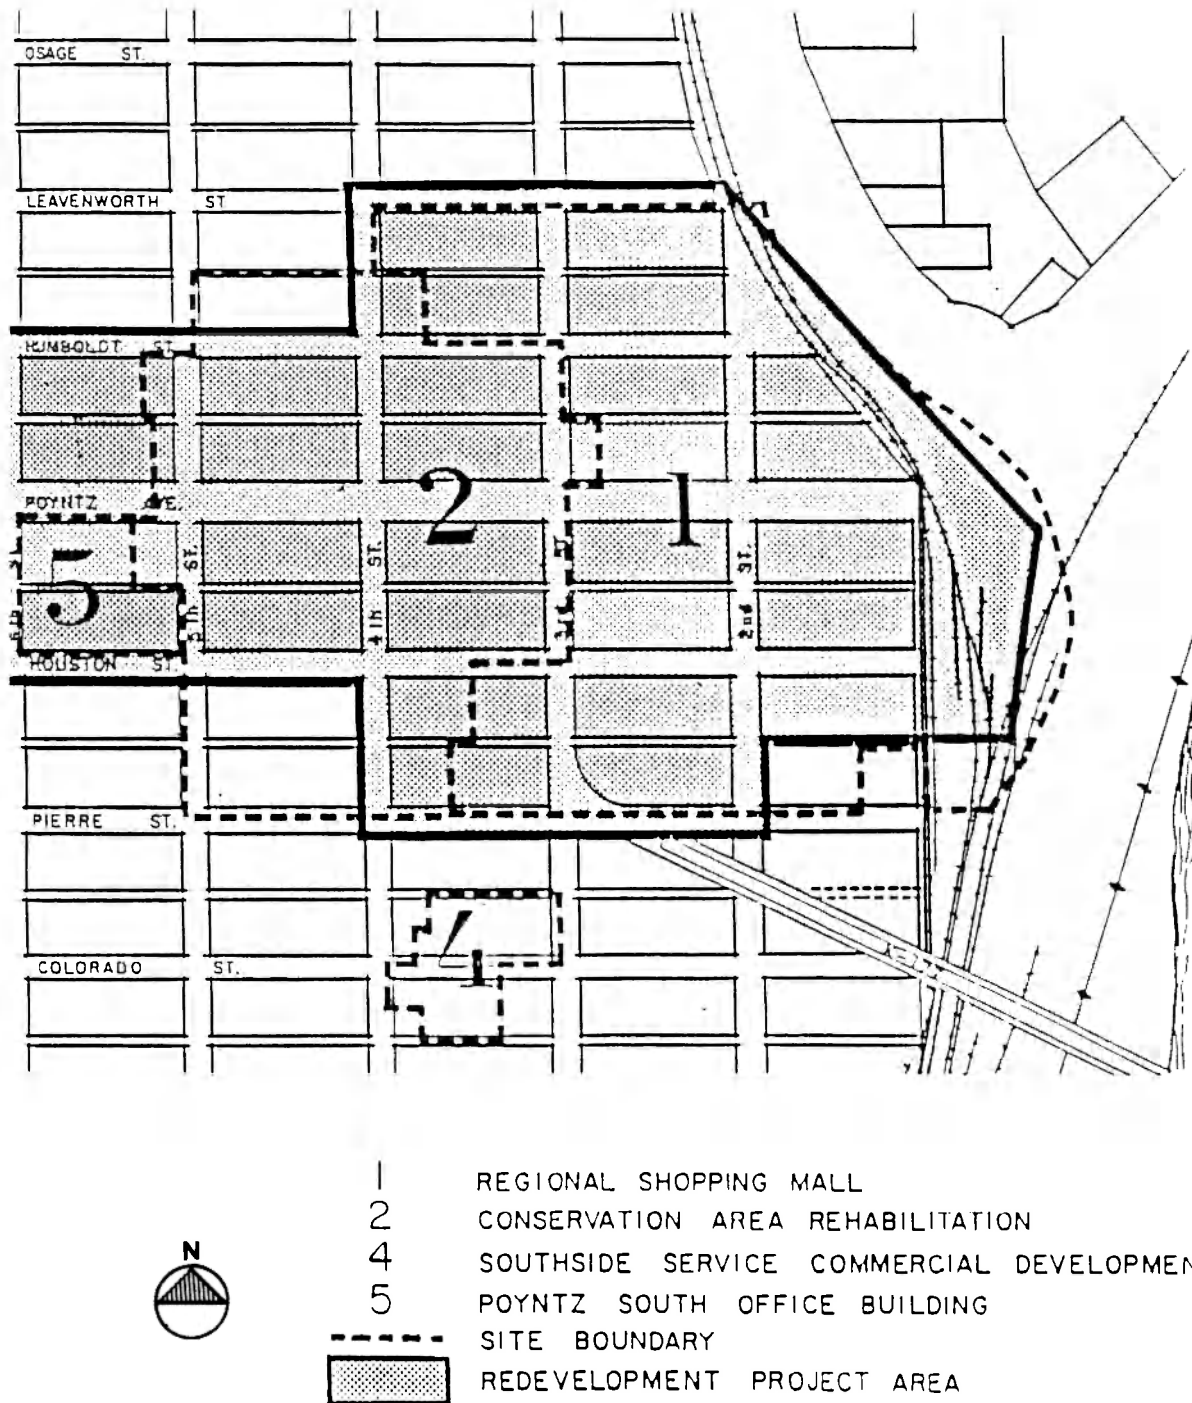 OSAGE ST.
LEAVENWORTH ST
HUMBOLDT ST.
2
1
POYNTZ AVE.
5
6th ST
5th ST.
4th ST.
3rd ST
2nd ST.
HOUSTON ST.
PIERRE ST.
4
COLORADO ST.
1 REGIONAL SHOPPING MALL
2 CONSERVATION AREA REHABILITATION
N
4 SOUTHSIDE SERVICE COMMERCIAL DEVELOPMEN
5 POYNTZ SOUTH OFFICE BUILDING
SITE BOUNDARY
REDEVELOPMENT PROJECT AREA